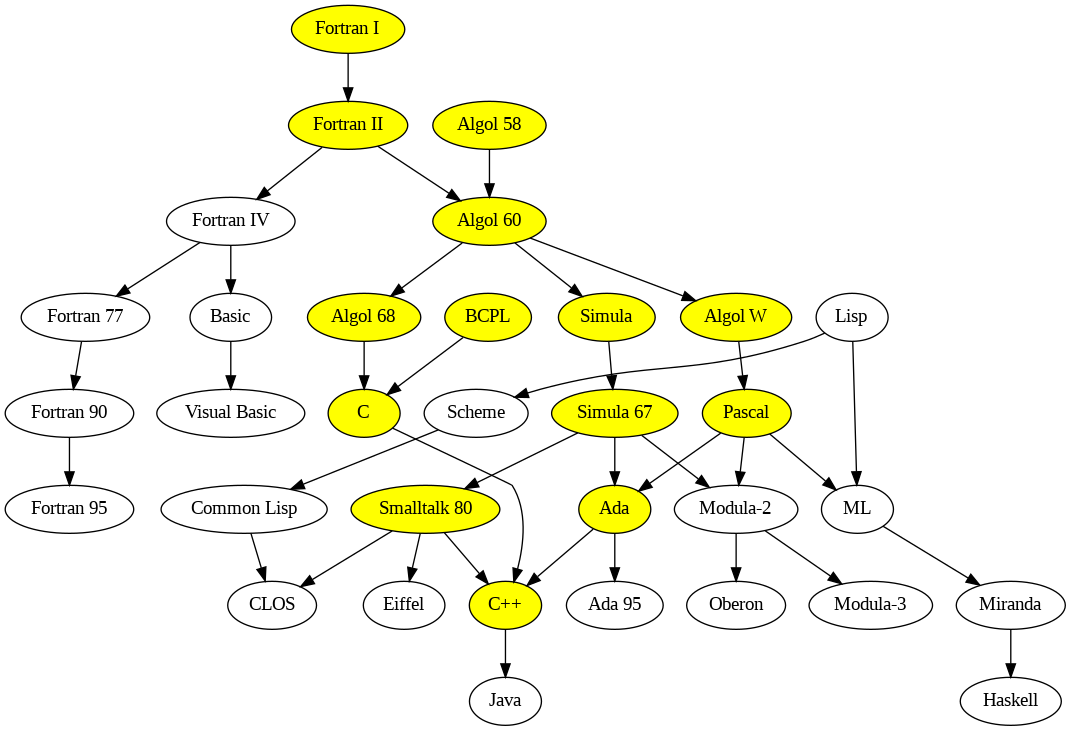 Fortran I
Fortran II
Algol 58
Fortran IV
Algol 60
Fortran 77
Basic
Algol 68
BCPL
Simula
Algol W
Lisp
Fortran 90
Visual Basic
C
Scheme
Simula 67
Pascal
Fortran 95
Common Lisp
Smalltalk 80
Ada
Modula-2
ML
CLOS
Eiffel
C++
Ada 95
Oberon
Modula-3
Miranda
Java
Haskell